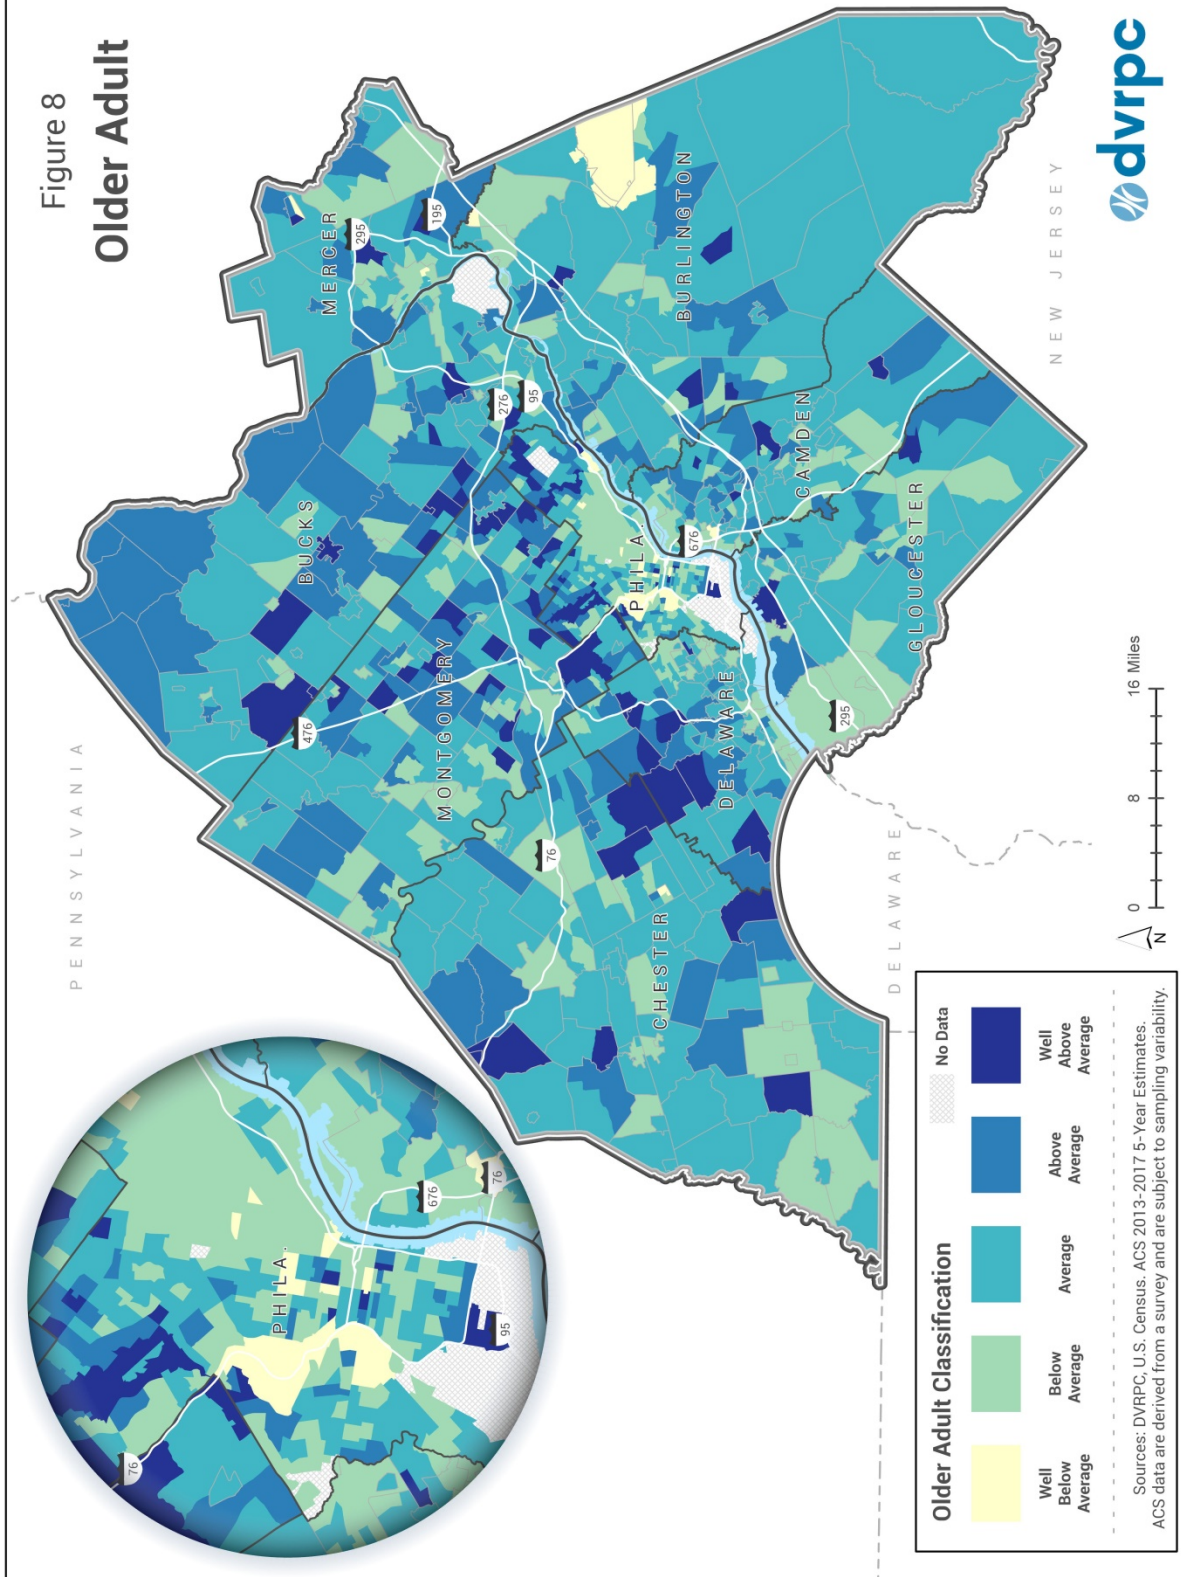 Figure 8
Older Adult
PENNSYLVANIA
BUCKS
MERCER
MONTGOMERY
CHESTER
DELAWARE
PHILA.
BURLINGTON
CAMDEN
GLOUCESTER
NEW JERSEY
DELAWARE
476
276
95
295
195
76
676
295
PHILA.
76
676
76
95
0 8 16 Miles
N
dvrpc
Older Adult Classification
No Data
Well
Below
Average
Below
Average
Average
Above
Average
Well
Above
Average
Sources: DVRPC, U.S. Census. ACS 2013-2017 5-Year Estimates.
ACS data are derived from a survey and are subject to sampling variability.